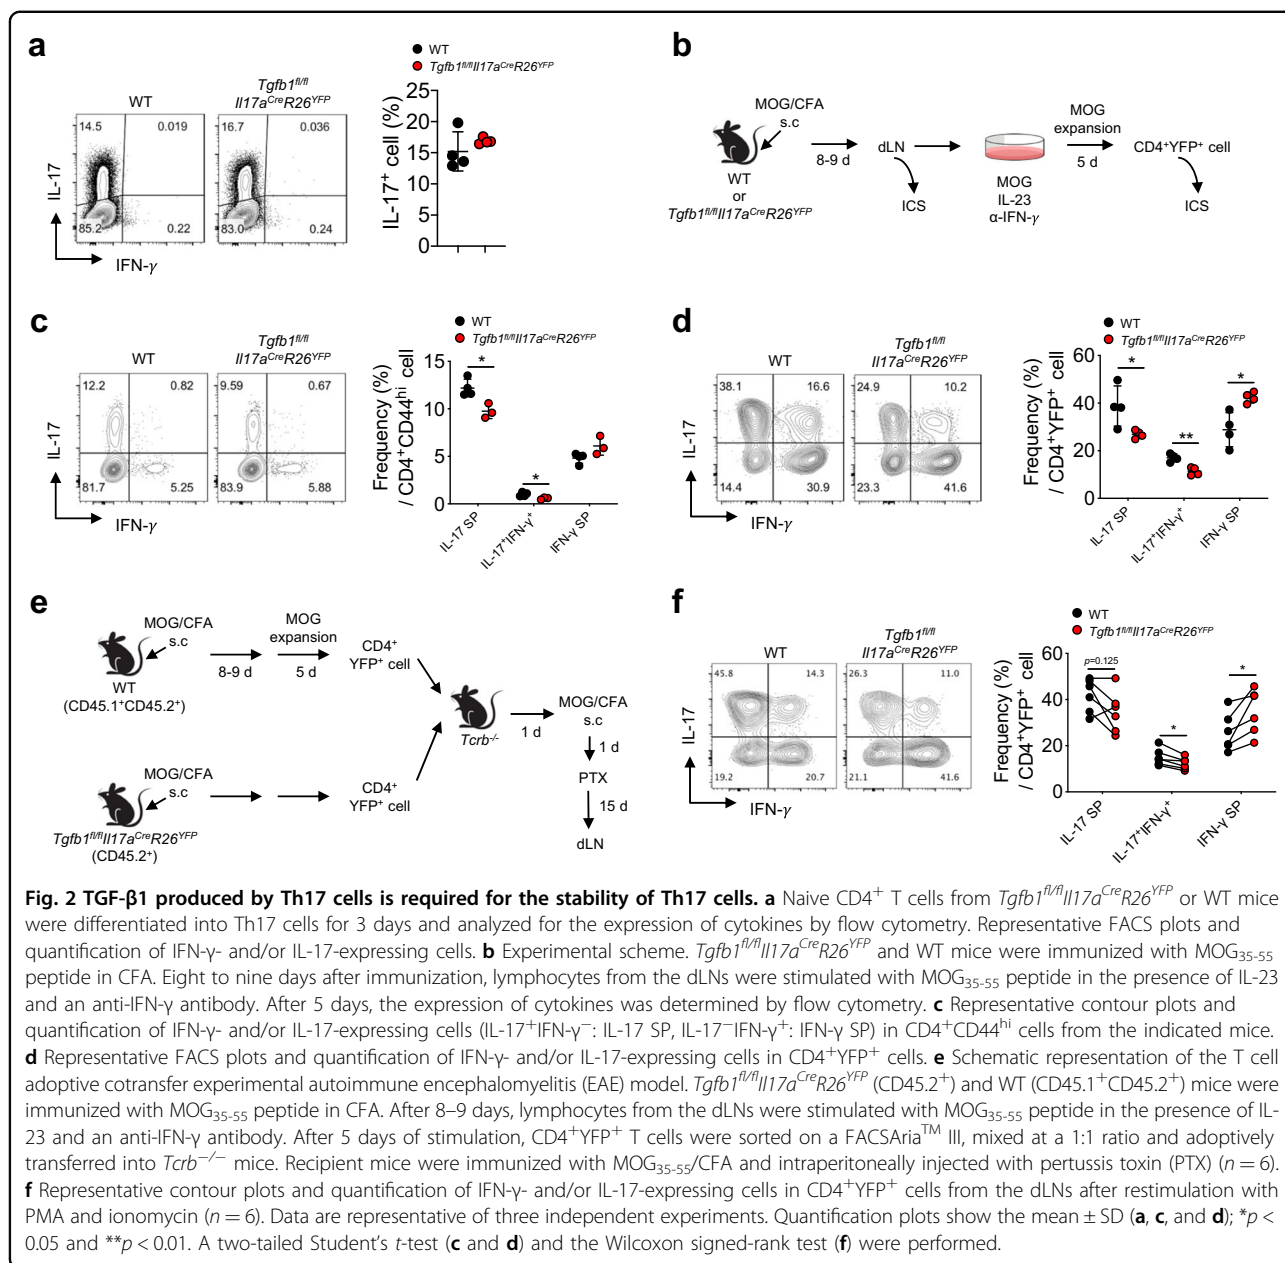 a
WT
Tgfb1fl/flIl17aCreR26YFP
WT
Tgfb1fl/fl
Il17aCreR26YFP
14.5
0.019
16.7
0.036
85.2
0.22
83.0
0.24
IL-17
IFN-γ
IL-17+ cell (%)
25
20
15
10
5
0
b
MOG/CFA
s.c
WT
or
Tgfb1fl/flIl17aCreR26YFP
8-9 d
dLN
ICS
MOG
IL-23
α-IFN-γ
MOG
expansion
5 d
CD4+YFP+ cell
ICS
c
WT
Tgfb1fl/fl
Il17aCreR26YFP
12.2
0.82
9.59
0.67
81.7
5.25
83.9
5.88
IL-17
IFN-γ
WT
Tgfb1fl/flIl17aCreR26YFP
Frequency (%)
/ CD4+CD44hi cell
15
10
5
0
*
*
IL-17 SP
IL-17+IFN-γ+
IFN-γ SP
d
WT
Tgfb1fl/fl
Il17aCreR26YFP
38.1
16.6
24.9
10.2
14.4
30.9
23.3
41.6
IL-17
IFN-γ
WT
Tgfb1fl/flIl17aCreR26YFP
Frequency (%)
/ CD4+YFP+ cell
60
40
20
0
*
**
*
IL-17 SP
IL-17+IFN-γ+
IFN-γ SP
e
MOG/CFA
s.c
WT
(CD45.1+CD45.2+)
8-9 d
MOG
expansion
5 d
CD4+
YFP+ cell
MOG/CFA
s.c
Tgfb1fl/flIl17aCreR26YFP
(CD45.2+)
CD4+
YFP+ cell
Tcrb-/-
1 d
MOG/CFA
s.c
1 d
PTX
15 d
dLN
f
WT
Tgfb1fl/fl
Il17aCreR26YFP
45.8
14.3
26.3
11.0
19.2
20.7
21.1
41.6
IL-17
IFN-γ
WT
Tgfb1fl/flIl17aCreR26YFP
Frequency (%)
/ CD4+YFP+ cell
60
40
20
0
p=0.125
*
*
IL-17 SP
IL-17+IFN-γ+
IFN-γ SP
Fig. 2 TGF-β1 produced by Th17 cells is required for the stability of Th17 cells. a Naive CD4+ T cells from Tgfb1fl/flIl17aCreR26YFP or WT mice
were differentiated into Th17 cells for 3 days and analyzed for the expression of cytokines by flow cytometry. Representative FACS plots and
quantification of IFN-γ- and/or IL-17-expressing cells. b Experimental scheme. Tgfb1fl/flIl17aCreR26YFP and WT mice were immunized with MOG35-55
peptide in CFA. Eight to nine days after immunization, lymphocytes from the dLNs were stimulated with MOG35-55 peptide in the presence of IL-23
and an anti-IFN-γ antibody. After 5 days, the expression of cytokines was determined by flow cytometry. c Representative contour plots and
quantification of IFN-γ- and/or IL-17-expressing cells (IL-17+IFN-γ−: IL-17 SP, IL-17−IFN-γ+: IFN-γ SP) in CD4+CD44hi cells from the indicated mice.
d Representative FACS plots and quantification of IFN-γ- and/or IL-17-expressing cells in CD4+YFP+ cells. e Schematic representation of the T cell
adoptive cotransfer experimental autoimmune encephalomyelitis (EAE) model. Tgfb1fl/flIl17aCreR26YFP (CD45.2+) and WT (CD45.1+CD45.2+) mice were
immunized with MOG35-55 peptide in CFA. After 8–9 days, lymphocytes from the dLNs were stimulated with MOG35-55 peptide in the presence of IL-
23 and an anti-IFN-γ antibody. After 5 days of stimulation, CD4+YFP+ T cells were sorted on a FACSAria™ III, mixed at a 1:1 ratio and adoptively
transferred into Tcrb−/− mice. Recipient mice were immunized with MOG35-55/CFA and intraperitoneally injected with pertussis toxin (PTX) (n = 6).
f Representative contour plots and quantification of IFN-γ- and/or IL-17-expressing cells in CD4+YFP+ cells from the dLNs after restimulation with
PMA and ionomycin (n = 6). Data are representative of three independent experiments. Quantification plots show the mean ± SD (a, c, and d); *p <
0.05 and **p < 0.01. A two-tailed Student's t-test (c and d) and the Wilcoxon signed-rank test (f) were performed.